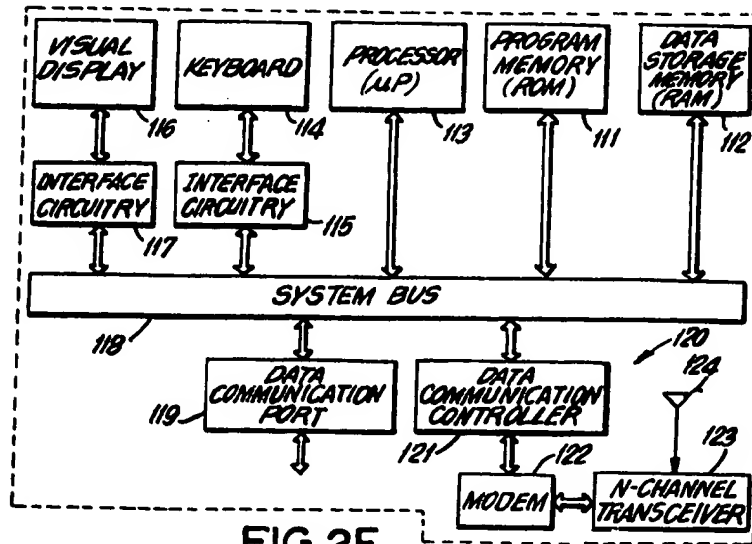 VISUAL
DISPLAY
116
KEYBOARD
114
PROCESSOR
(μP)
113
PROGRAM
MEMORY
(ROM)
111
DATA
STORAGE
MEMORY
(RAM)
112
INTERFACE
CIRCUITRY
117
INTERFACE
CIRCUITRY
115
SYSTEM BUS
118
DATA
COMMUNICATION
PORT
119
DATA
COMMUNICATION
CONTROLLER
121
120
124
122
MODEM
123
N-CHANNEL
TRANSCEIVER
FIG. 3F